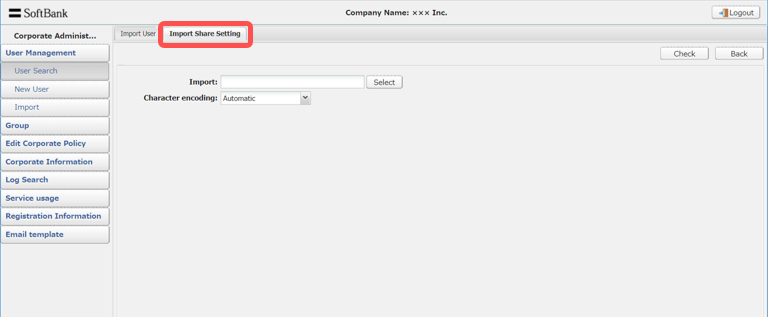 SoftBank
Company Name: ××× Inc.
Logout
Corporate Administ...
User Management
User Search
New User
Import
Group
Edit Corporate Policy
Corporate Information
Log Search
Service usage
Registration Information
Email template
Import User
Import Share Setting
Check
Back
Import:
Select
Character encoding:
Automatic